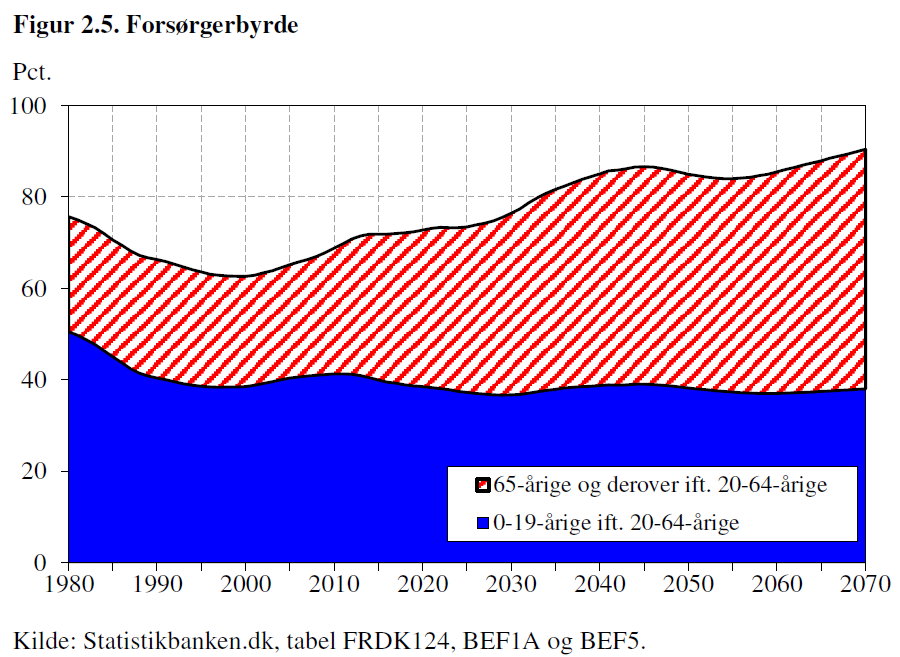 Figur 2.5. Forsørgerbyrde
Pct.
100
80
60
40
20
0
65-årige og derover ift. 20-64-årige
0-19-årige ift. 20-64-årige
1980 1990 2000 2010 2020 2030 2040 2050 2060 2070
Kilde: Statistikbanken.dk, tabel FRDK124, BEF1A og BEF5.